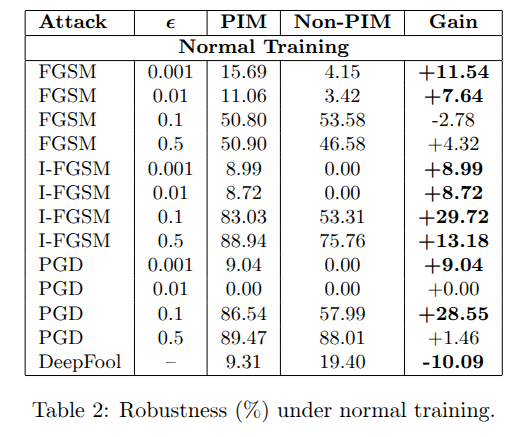 Attack ϵ PIM Non-PIM Gain
Normal Training
FGSM 0.001 15.69 4.15 +11.54
FGSM 0.01 11.06 3.42 +7.64
FGSM 0.1 50.80 53.58 -2.78
FGSM 0.5 50.90 46.58 +4.32
I-FGSM 0.001 8.99 0.00 +8.99
I-FGSM 0.01 8.72 0.00 +8.72
I-FGSM 0.1 83.03 53.31 +29.72
I-FGSM 0.5 88.94 75.76 +13.18
PGD 0.001 9.04 0.00 +9.04
PGD 0.01 0.00 0.00 +0.00
PGD 0.1 86.54 57.99 +28.55
PGD 0.5 89.47 88.01 +1.46
DeepFool – 9.31 19.40 -10.09
Table 2: Robustness (%) under normal training.